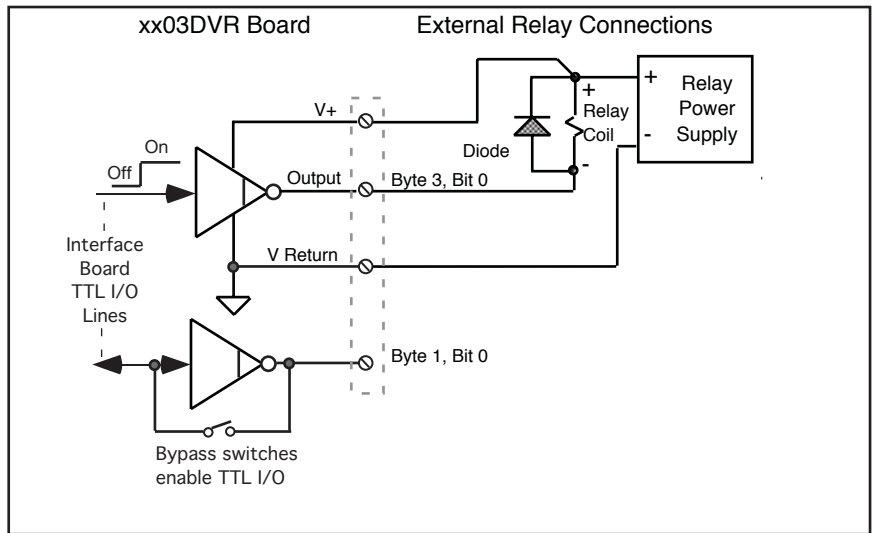 xx03DVR Board
External Relay Connections
V+
+
Relay
Coil
-
Diode
+
-
Relay
Power
Supply
On
Off
Output
Byte 3, Bit 0
Interface
Board
TTL I/O
Lines
V Return
Byte 1, Bit 0
Bypass switches
enable TTL I/O